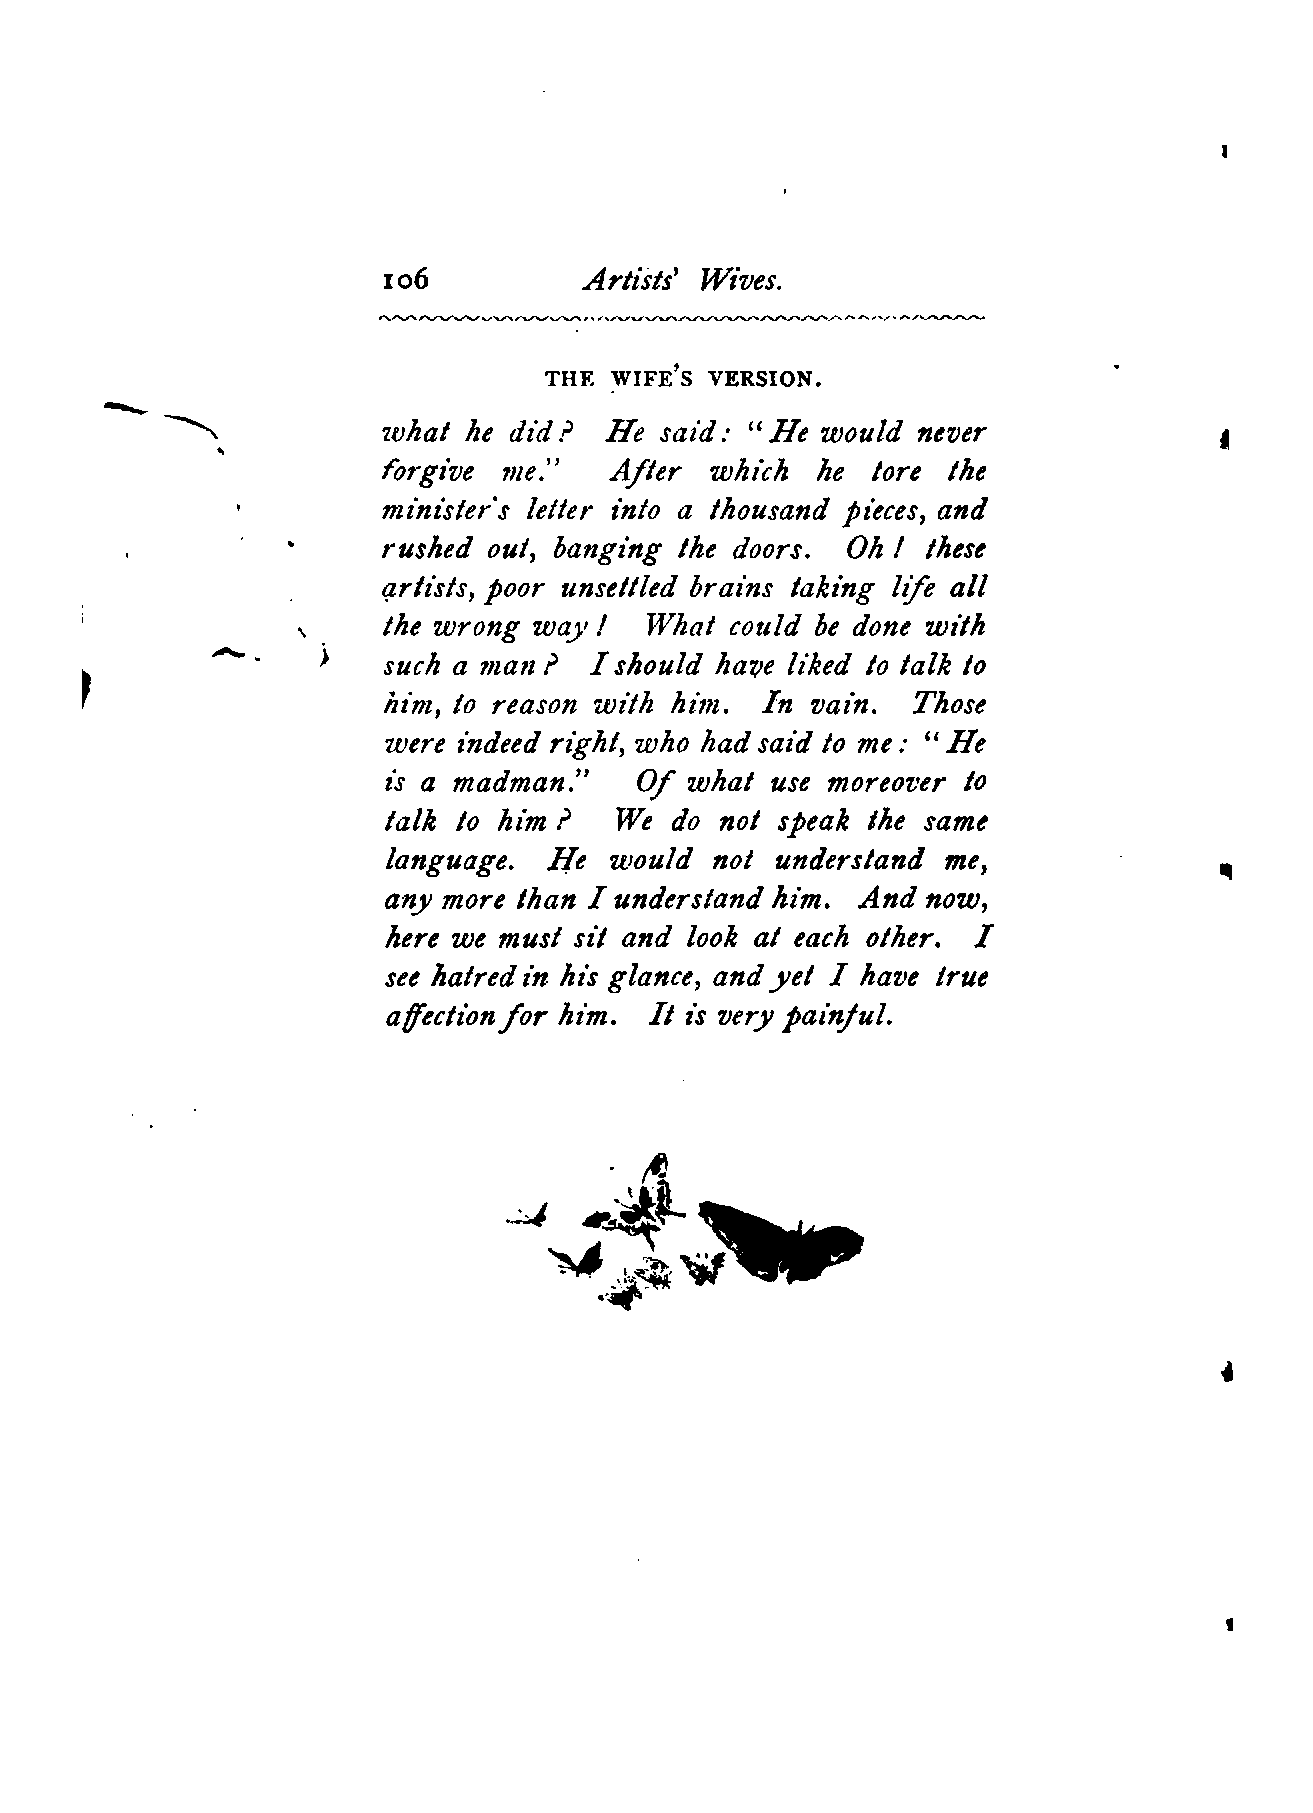 106 Artists' Wives.
THE WIFE'S VERSION.
what he did? He said: "He would never
forgive me." After which he tore the
minister's letter into a thousand pieces, and
rushed out, banging the doors. Oh! these
artists, poor unsettled brains taking life all
the wrong way! What could be done with
such a man? I should have liked to talk to
him, to reason with him. In vain. Those
were indeed right, who had said to me: "He
is a madman." Of what use moreover to
talk to him? We do not speak the same
language. He would not understand me,
any more than I understand him. And now,
here we must sit and look at each other. I
see hatred in his glance, and yet I have true
affection for him. It is very painful.